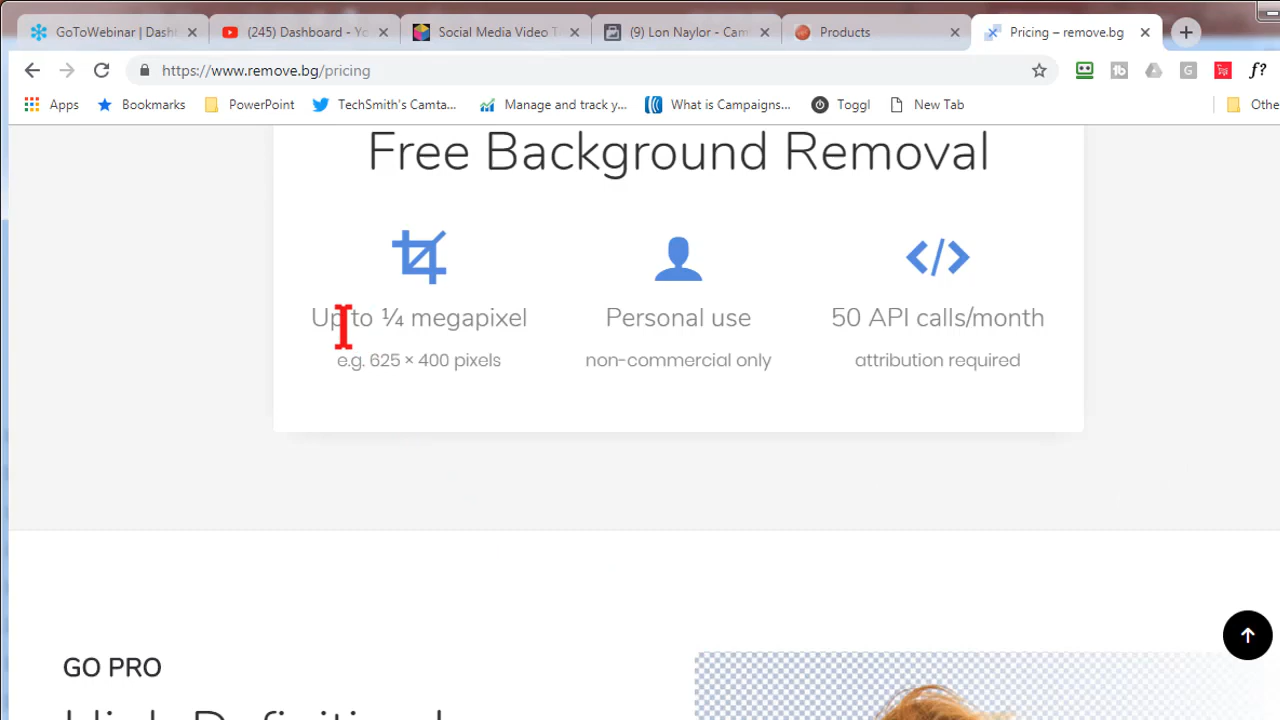 GoToWebinar | Dash
(245) Dashboard - Yo
Social Media Video T
(9) Lon Naylor - Cam
Products
Pricing – remove.bg
https://www.remove.bg/pricing
Apps
Bookmarks
PowerPoint
TechSmith's Camta...
Manage and track y...
What is Campaigns...
Toggl
New Tab
Othe
Free Background Removal
Up to ¼ megapixel
Personal use
50 API calls/month
e.g. 625 × 400 pixels
non-commercial only
attribution required
GO PRO